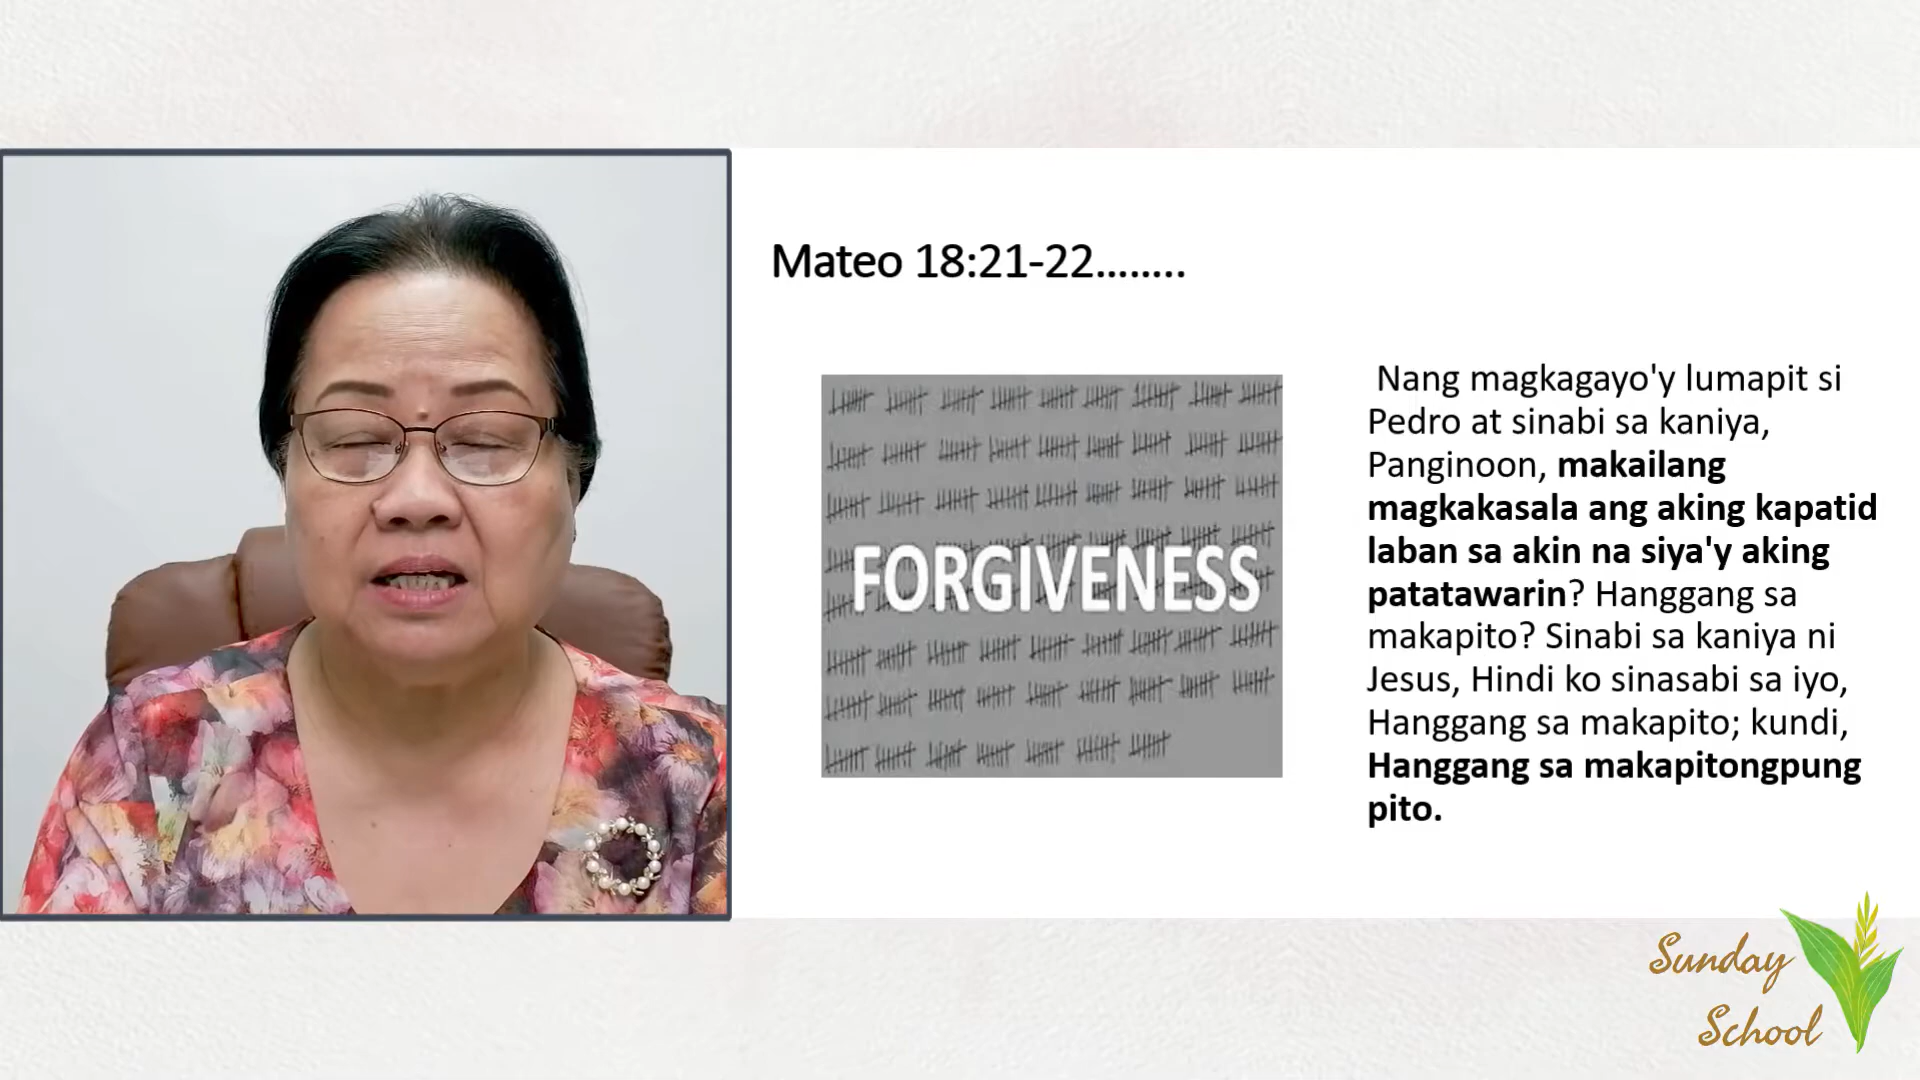 Mateo 18:21-22........
FORGIVENESS
Nang magkagayo'y lumapit si
Pedro at sinabi sa kaniya,
Panginoon, makailang
magkakasala ang aking kapatid
laban sa akin na siya'y aking
patatawarin? Hanggang sa
makapito? Sinabi sa kaniya ni
Jesus, Hindi ko sinasabi sa iyo,
Hanggang sa makapito; kundi,
Hanggang sa makapitongpung
pito.
Sunday
School